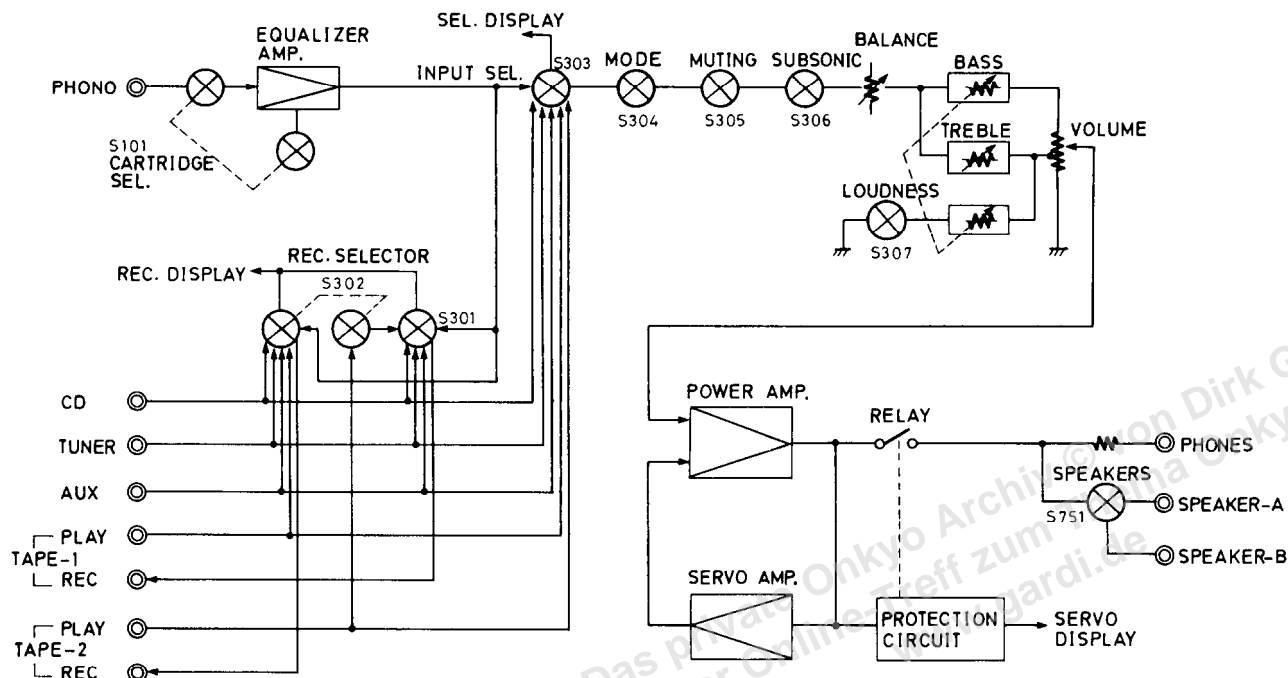 SEL. DISPLAY
EQUALIZER
AMP.
S303
PHONO
INPUT SEL.
MODE
MUTING
SUBSONIC
BALANCE
BASS
S304
S305
S306
S101
CARTRIDGE
SEL.
TREBLE
VOLUME
LOUDNESS
S307
REC. SELECTOR
REC. DISPLAY
S302
S301
CD
TUNER
AUX
PLAY
TAPE-1
REC
PLAY
TAPE-2
REC
POWER AMP.
RELAY
PHONES
SPEAKERS
S751
SPEAKER-A
SPEAKER-B
SERVO AMP.
PROTECTION
CIRCUIT
SERVO
DISPLAY
Das private Onkyo Archiv © von Dirk G
Online-Treff zum Thema Onkyo
www.gardi.de